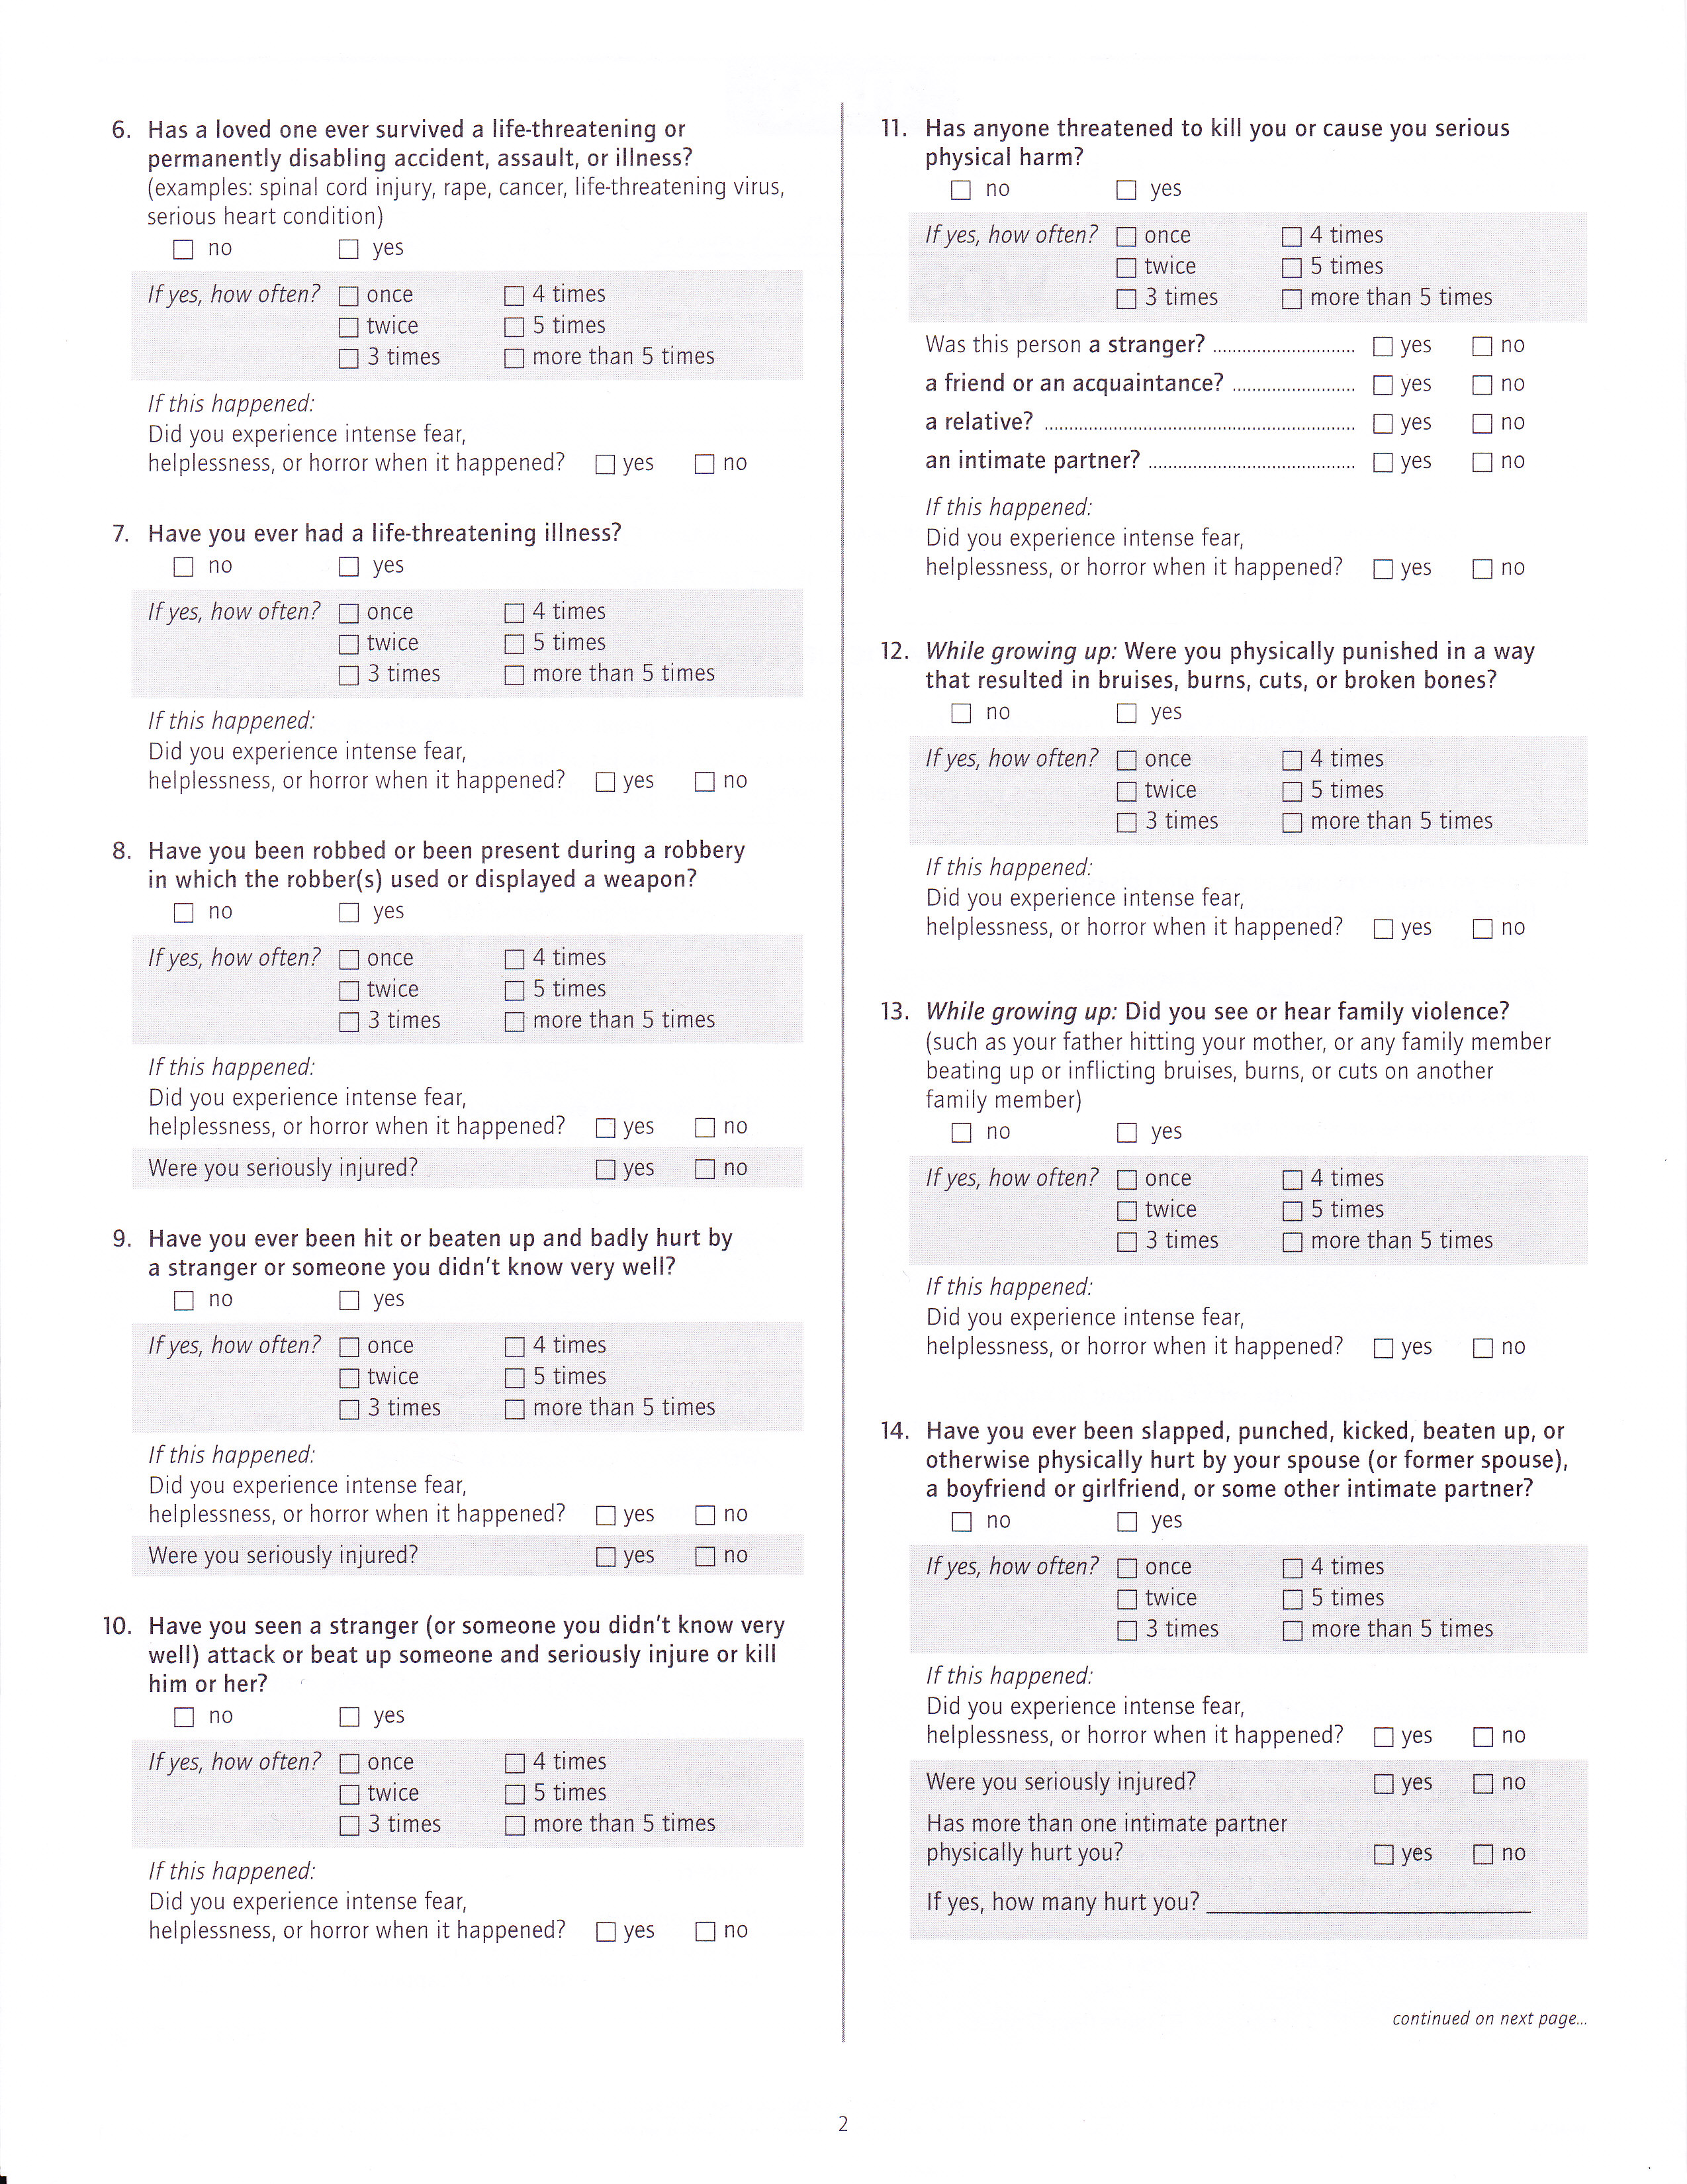 6. Has a loved one ever survived a life-threatening or
permanently disabling accident, assault, or illness?
(examples: spinal cord injury, rape, cancer, life-threatening virus,
serious heart condition)
☐ no ☐ yes
If yes, how often? ☐ once ☐ 4 times
☐ twice ☐ 5 times
☐ 3 times ☐ more than 5 times
If this happened:
Did you experience intense fear,
helplessness, or horror when it happened? ☐ yes ☐ no
7. Have you ever had a life-threatening illness?
☐ no ☐ yes
If yes, how often? ☐ once ☐ 4 times
☐ twice ☐ 5 times
☐ 3 times ☐ more than 5 times
If this happened:
Did you experience intense fear,
helplessness, or horror when it happened? ☐ yes ☐ no
8. Have you been robbed or been present during a robbery
in which the robber(s) used or displayed a weapon?
☐ no ☐ yes
If yes, how often? ☐ once ☐ 4 times
☐ twice ☐ 5 times
☐ 3 times ☐ more than 5 times
If this happened:
Did you experience intense fear,
helplessness, or horror when it happened? ☐ yes ☐ no
Were you seriously injured? ☐ yes ☐ no
9. Have you ever been hit or beaten up and badly hurt by
a stranger or someone you didn't know very well?
☐ no ☐ yes
If yes, how often? ☐ once ☐ 4 times
☐ twice ☐ 5 times
☐ 3 times ☐ more than 5 times
If this happened:
Did you experience intense fear,
helplessness, or horror when it happened? ☐ yes ☐ no
Were you seriously injured? ☐ yes ☐ no
10. Have you seen a stranger (or someone you didn't know very
well) attack or beat up someone and seriously injure or kill
him or her?
☐ no ☐ yes
If yes, how often? ☐ once ☐ 4 times
☐ twice ☐ 5 times
☐ 3 times ☐ more than 5 times
If this happened:
Did you experience intense fear,
helplessness, or horror when it happened? ☐ yes ☐ no
11. Has anyone threatened to kill you or cause you serious
physical harm?
☐ no ☐ yes
If yes, how often? ☐ once ☐ 4 times
☐ twice ☐ 5 times
☐ 3 times ☐ more than 5 times
Was this person a stranger? ............................. ☐ yes ☐ no
a friend or an acquaintance? ......................... ☐ yes ☐ no
a relative? ............................................................... ☐ yes ☐ no
an intimate partner? .......................................... ☐ yes ☐ no
If this happened:
Did you experience intense fear,
helplessness, or horror when it happened? ☐ yes ☐ no
12. While growing up: Were you physically punished in a way
that resulted in bruises, burns, cuts, or broken bones?
☐ no ☐ yes
If yes, how often? ☐ once ☐ 4 times
☐ twice ☐ 5 times
☐ 3 times ☐ more than 5 times
If this happened:
Did you experience intense fear,
helplessness, or horror when it happened? ☐ yes ☐ no
13. While growing up: Did you see or hear family violence?
(such as your father hitting your mother, or any family member
beating up or inflicting bruises, burns, or cuts on another
family member)
☐ no ☐ yes
If yes, how often? ☐ once ☐ 4 times
☐ twice ☐ 5 times
☐ 3 times ☐ more than 5 times
If this happened:
Did you experience intense fear,
helplessness, or horror when it happened? ☐ yes ☐ no
14. Have you ever been slapped, punched, kicked, beaten up, or
otherwise physically hurt by your spouse (or former spouse),
a boyfriend or girlfriend, or some other intimate partner?
☐ no ☐ yes
If yes, how often? ☐ once ☐ 4 times
☐ twice ☐ 5 times
☐ 3 times ☐ more than 5 times
If this happened:
Did you experience intense fear,
helplessness, or horror when it happened? ☐ yes ☐ no
Were you seriously injured? ☐ yes ☐ no
Has more than one intimate partner
physically hurt you? ☐ yes ☐ no
If yes, how many hurt you? ______________________
continued on next page...
2